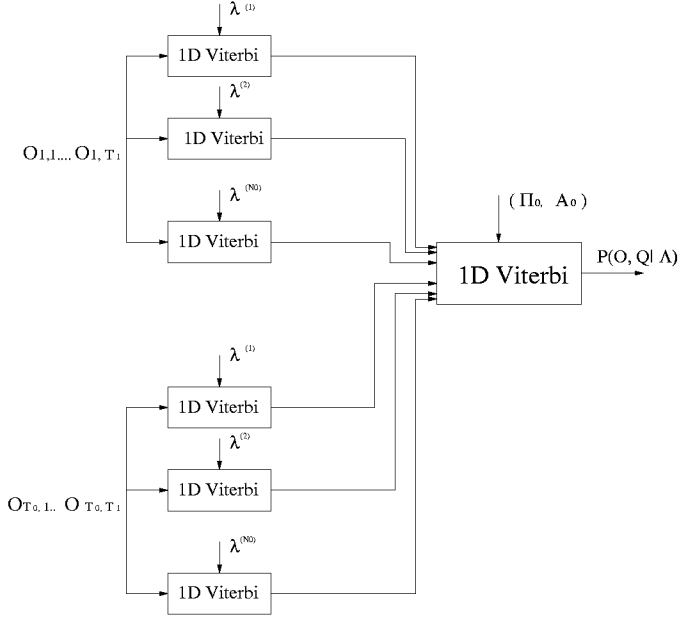 λ (1)
1D Viterbi
λ (2)
1D Viterbi
O1,1.... O1, T1
λ (N0)
1D Viterbi
(Π0, A0)
1D Viterbi
P(O, Q| Λ)
λ (1)
1D Viterbi
λ (2)
1D Viterbi
OT0, 1.. O T0, T1
λ (N0)
1D Viterbi